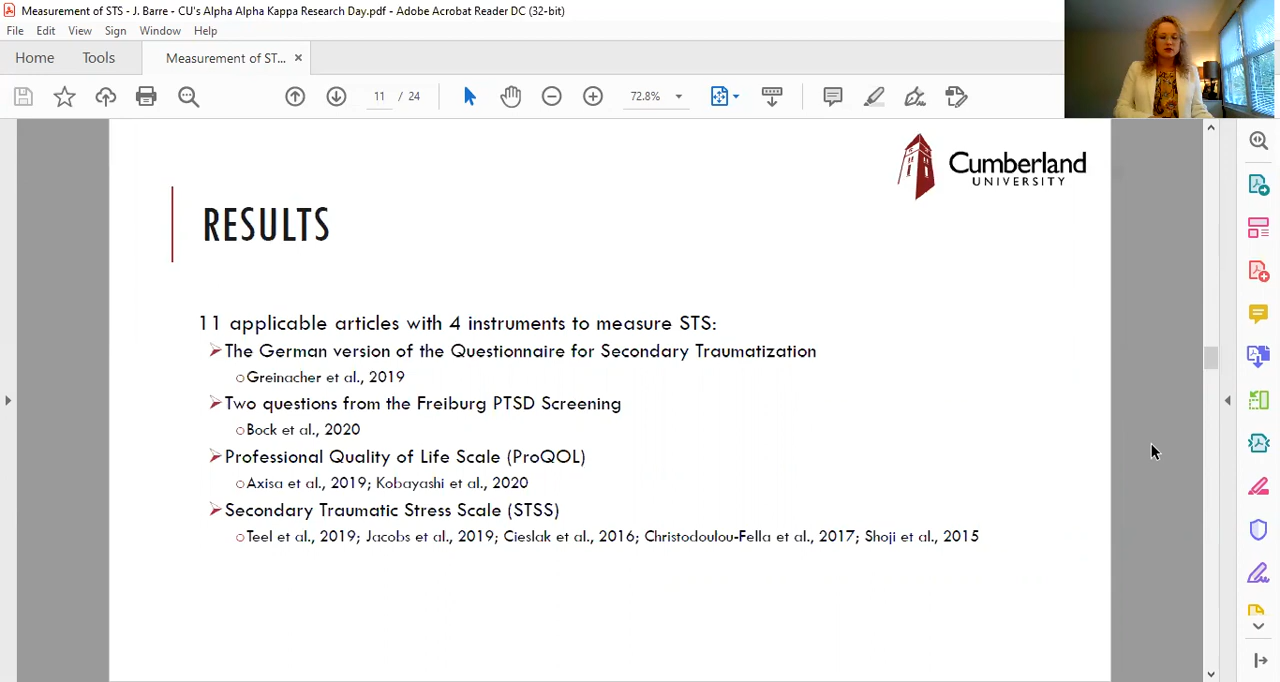 Measurement of STS - J. Barre - CU's Alpha Alpha Kappa Research Day.pdf - Adobe Acrobat Reader DC (32-bit)
File Edit View Sign Window Help
Home Tools Measurement of ST... ×
11 / 24 72.8%
Cumberland
UNIVERSITY
RESULTS
11 applicable articles with 4 instruments to measure STS:
➢The German version of the Questionnaire for Secondary Traumatization
○Greinacher et al., 2019
➢Two questions from the Freiburg PTSD Screening
○Bock et al., 2020
➢Professional Quality of Life Scale (ProQOL)
○Axisa et al., 2019; Kobayashi et al., 2020
➢Secondary Traumatic Stress Scale (STSS)
○Teel et al., 2019; Jacobs et al., 2019; Cieslak et al., 2016; Christodoulou-Fella et al., 2017; Shoji et al., 2015